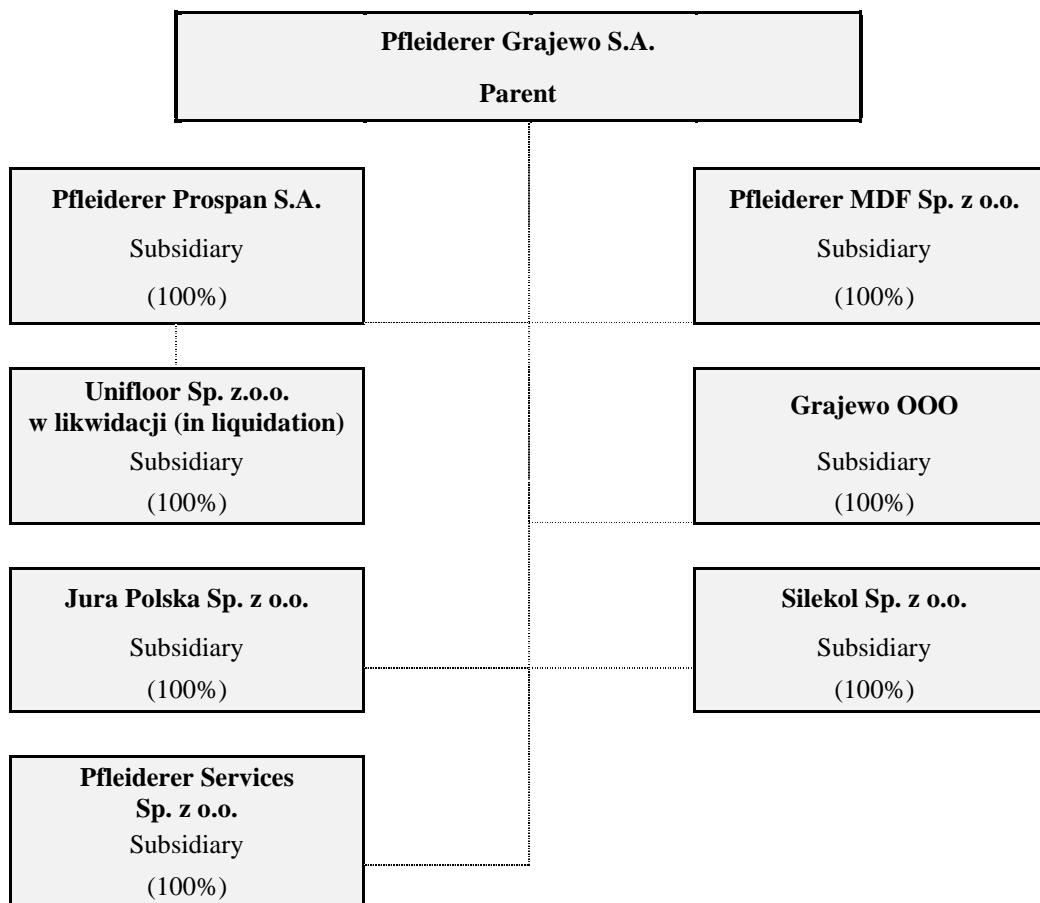 Pfleiderer Grajewo S.A.
Parent
Pfleiderer Prospan S.A.
Subsidiary
(100%)
Pfleiderer MDF Sp. z o.o.
Subsidiary
(100%)
Unifloor Sp. z.o.o.
w likwidacji (in liquidation)
Subsidiary
(100%)
Grajewo OOO
Subsidiary
(100%)
Jura Polska Sp. z o.o.
Subsidiary
(100%)
Silekol Sp. z o.o.
Subsidiary
(100%)
Pfleiderer Services
Sp. z o.o.
Subsidiary
(100%)